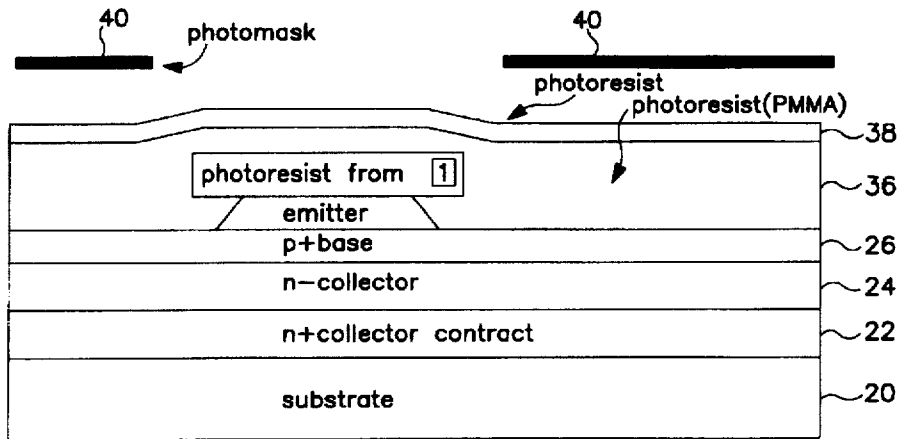 40
photomask
40
photoresist
photoresist(PMMA)
38
photoresist from 1
36
emitter
p+base
26
n-collector
24
n+collector contract
22
substrate
20